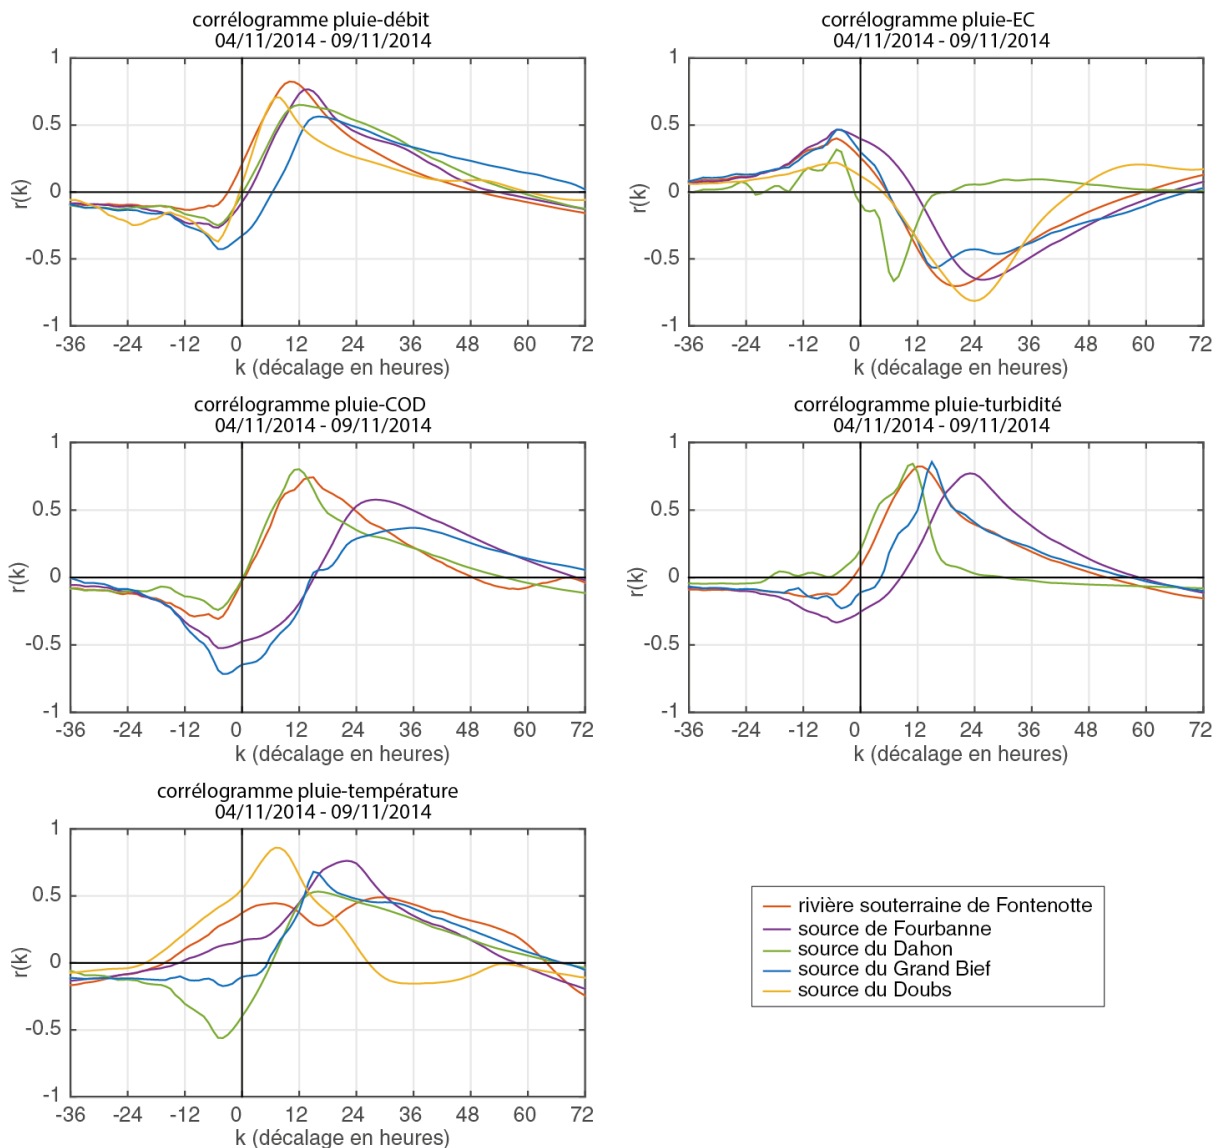 corrélogramme pluie-débit
04/11/2014 - 09/11/2014
1
0.5
0
-0.5
-1
r(k)
-36 -24 -12 0 12 24 36 48 60 72
k (décalage en heures)
corrélogramme pluie-EC
04/11/2014 - 09/11/2014
1
0.5
0
-0.5
-1
r(k)
-36 -24 -12 0 12 24 36 48 60 72
k (décalage en heures)
corrélogramme pluie-COD
04/11/2014 - 09/11/2014
1
0.5
0
-0.5
-1
r(k)
-36 -24 -12 0 12 24 36 48 60 72
k (décalage en heures)
corrélogramme pluie-turbidité
04/11/2014 - 09/11/2014
1
0.5
0
-0.5
-1
r(k)
-36 -24 -12 0 12 24 36 48 60 72
k (décalage en heures)
corrélogramme pluie-température
04/11/2014 - 09/11/2014
1
0.5
0
-0.5
-1
r(k)
-36 -24 -12 0 12 24 36 48 60 72
k (décalage en heures)
rivière souterraine de Fontenotte
source de Fourbanne
source du Dahon
source du Grand Bief
source du Doubs